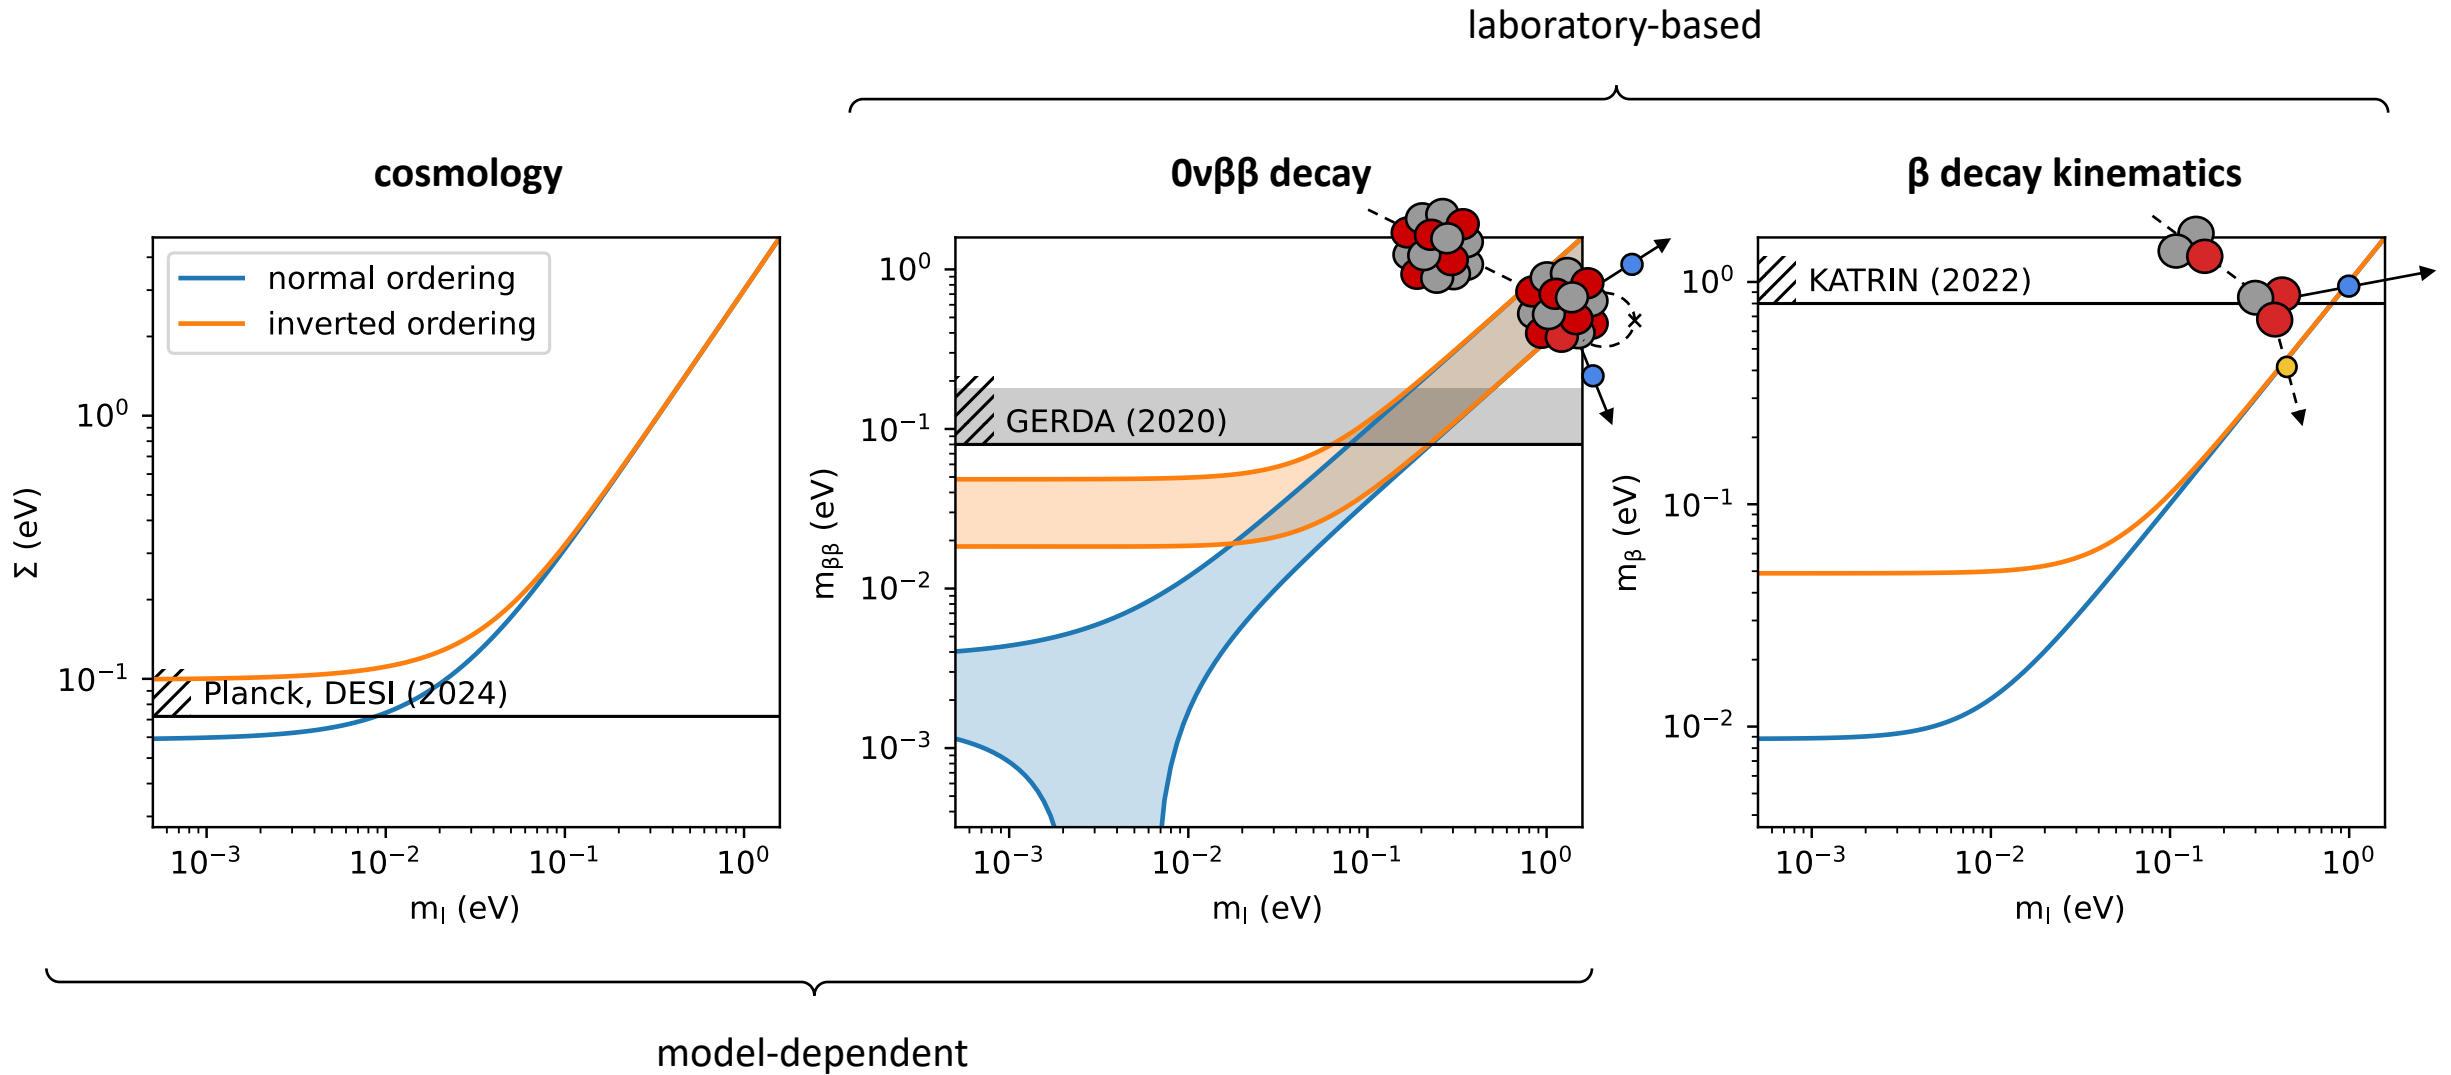 laboratory-based
cosmology
0νββ decay
β decay kinematics
normal ordering
inverted ordering
10⁰
10⁻¹
Σ (eV)
Planck, DESI (2024)
10⁻³ 10⁻² 10⁻¹ 10⁰
mₗ (eV)
10⁰
10⁻¹
10⁻²
10⁻³
m_ββ (eV)
GERDA (2020)
10⁻³ 10⁻² 10⁻¹ 10⁰
mₗ (eV)
10⁰
10⁻¹
10⁻²
m_β (eV)
KATRIN (2022)
10⁻³ 10⁻² 10⁻¹ 10⁰
mₗ (eV)
model-dependent